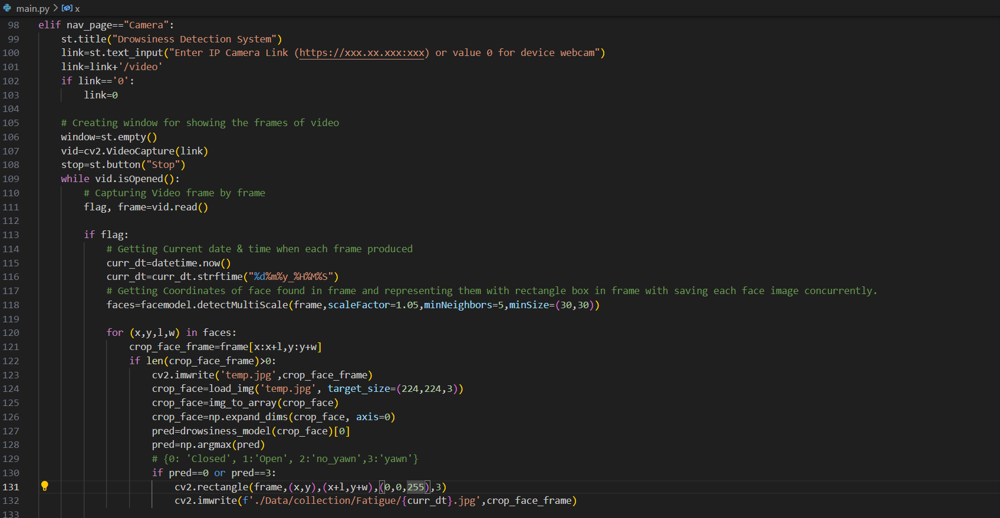 main.py > x
98 elif nav_page=="Camera":
99     st.title("Drowsiness Detection System")
100     link=st.text_input("Enter IP Camera Link (https://xxx.xx.xxx:xxx) or value 0 for device webcam")
101     link=link+'/video'
102     if link=='0':
103         link=0
104
105     # Creating window for showing the frames of video
106     window=st.empty()
107     vid=cv2.VideoCapture(link)
108     stop=st.button("Stop")
109     while vid.isOpened():
110         # Capturing Video frame by frame
111         flag, frame=vid.read()
112
113         if flag:
114             # Getting Current date & time when each frame produced
115             curr_dt=datetime.now()
116             curr_dt=curr_dt.strftime("%d%m%y_%H%M%S")
117             # Getting Coordinates of face found in frame and representing them with rectangle box in frame with saving each face image concurrently.
118             faces=facemodel.detectMultiScale(frame,scaleFactor=1.05,minNeighbors=5,minSize=(30,30))
119
120             for (x,y,l,w) in faces:
121                 crop_face_frame=frame[x:x+l,y:y+w]
122                 if len(crop_face_frame)>0:
123                     cv2.imwrite('temp.jpg',crop_face_frame)
124                     crop_face=load_img('temp.jpg', target_size=(224,224,3))
125                     crop_face=img_to_array(crop_face)
126                     crop_face=np.expand_dims(crop_face, axis=0)
127                     pred=drowsiness_model(crop_face)[0]
128                     pred=np.argmax(pred)
129                     # {0: 'Closed', 1:'Open', 2:'no_yawn',3:'yawn'}
130                     if pred==0 or pred==3:
131                         cv2.rectangle(frame,(x,y),(x+l,y+w),(0,0,255),3)
132                         cv2.imwrite(f'./Data/collection/Fatigue/{curr_dt}.jpg',crop_face_frame)
133